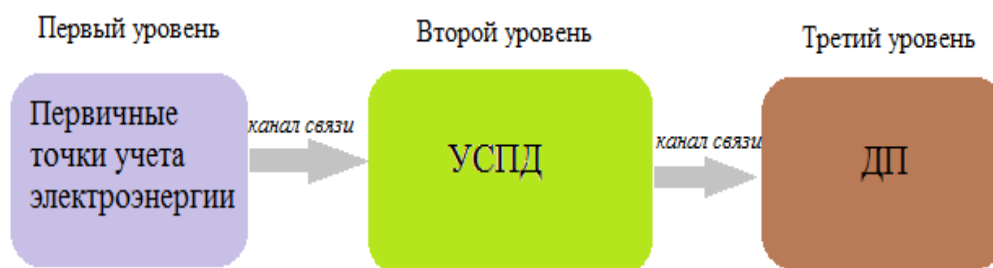 Первый уровень
Второй уровень
Третий уровень
Первичные
точки учета
электроэнергии
канал связи
УСПД
канал связи
ДП